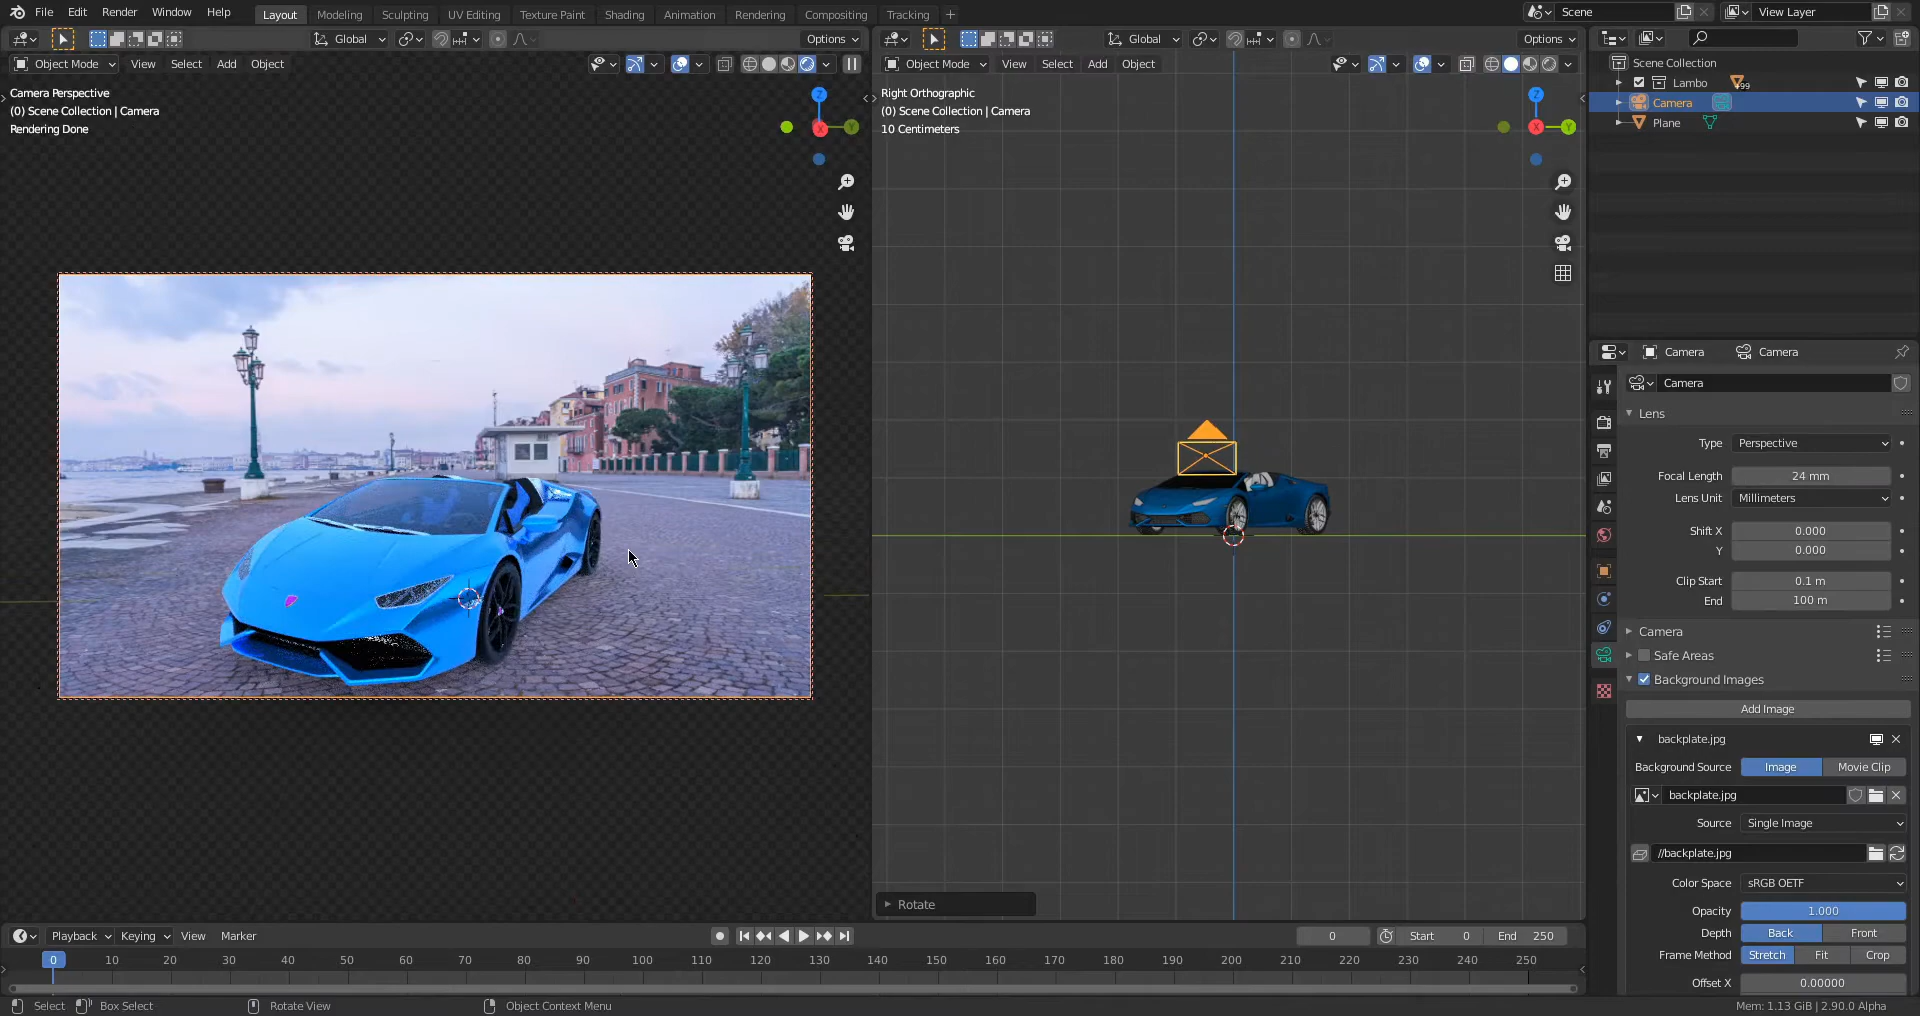 File Edit Render Window Help Layout Modeling Sculpting UV Editing Texture Paint Shading Animation Rendering Compositing Tracking + Scene View Layer
Global Options
Object Mode View Select Add Object
Camera Perspective
(0) Scene Collection | Camera
Rendering Done
Z
X
Y
Global Options
Object Mode View Select Add Object
Right Orthographic
(0) Scene Collection | Camera
10 Centimeters
Z
X
Y
Rotate
Scene Collection
Lambo 99
Camera
Plane
Camera Camera
Camera
Lens
Type Perspective
Focal Length 24 mm
Lens Unit Millimeters
Shift X 0.000
Y 0.000
Clip Start 0.1 m
End 100 m
Camera
Safe Areas
Background Images
Add Image
backplate.jpg
Background Source Image Movie Clip
backplate.jpg
Source Single Image
//backplate.jpg
Color Space sRGB OETF
Opacity 1.000
Depth Back Front
Frame Method Stretch Fit Crop
Offset X 0.00000
Playback Keying View Marker 0 Start 0 End 250
0 10 20 30 40 50 60 70 80 90 100 110 120 130 140 150 160 170 180 190 200 210 220 230 240 250
Select Box Select Rotate View Object Context Menu Mem: 1.13 GiB | 2.90.0 Alpha